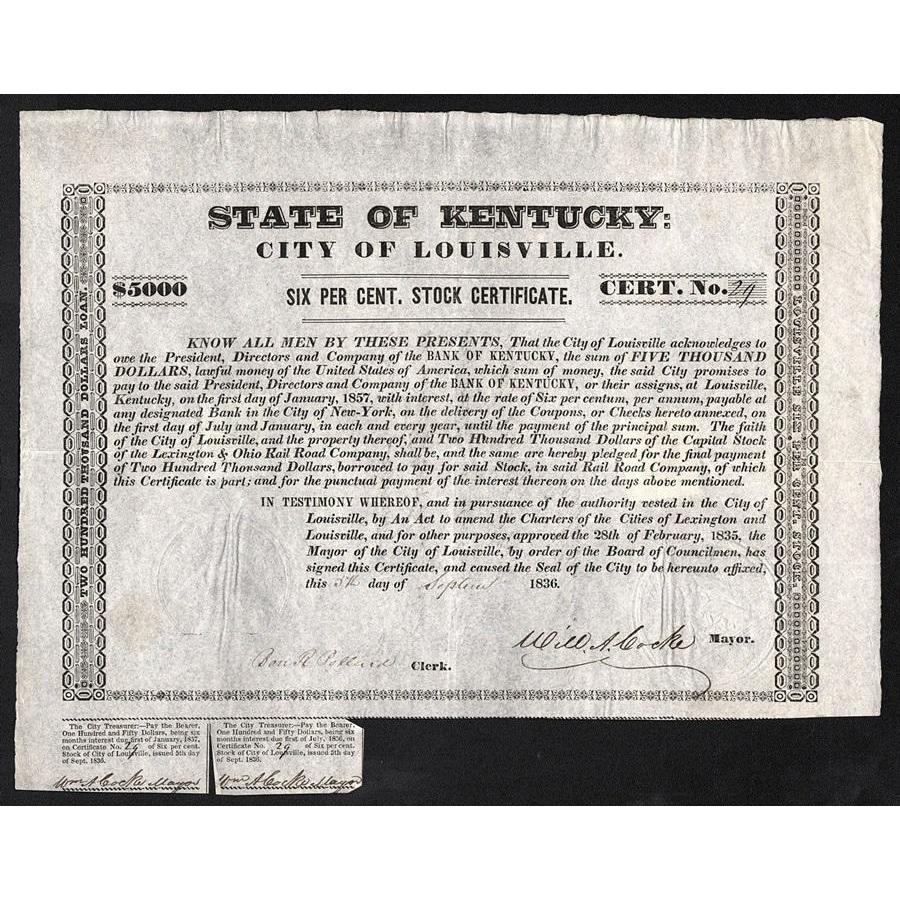 STATE OF KENTUCKY:
CITY OF LOUISVILLE.
$5000
SIX PER CENT. STOCK CERTIFICATE.
CERT. No. 29
KNOW ALL MEN BY THESE PRESENTS, That the City of Louisville acknowledges to
owe the President, Directors and Company of the BANK OF KENTUCKY, the sum of FIVE THOUSAND
DOLLARS, lawful money of the United States of America, which sum of money, the said City promises to
pay to the said President, Directors and Company of the BANK OF KENTUCKY, or their assigns, at Louisville,
Kentucky, on the first day of January, 1857, with interest, at the rate of Six per centum, per annum, payable at
any designated Bank in the City of New-York, on the delivery of the Coupons, or Checks hereto annexed, on
the first day of July and January, in each and every year, until the payment of the principal sum. The faith
of the City of Louisville, and the property thereof, and Two Hundred Thousand Dollars of the Capital Stock
of the Lexington & Ohio Rail Road Company, shall be, and the same are hereby pledged for the final payment
of Two Hundred Thousand Dollars, borrowed to pay for said Stock, in said Rail Road Company, of which
this Certificate is part; and for the punctual payment of the interest thereon on the days above mentioned.
IN TESTIMONY WHEREOF, and in pursuance of the authority vested in the City of
Louisville, by An Act to amend the Charters of the Cities of Lexington and
Louisville, and for other purposes, approved the 28th of February, 1835, the
Mayor of the City of Louisville, by order of the Board of Councilmen, has
signed this Certificate, and caused the Seal of the City to be hereunto affixed,
this 5th day of Septem 1836.
Will. A. Cocke Mayor.
Pollard Clerk.
TWO HUNDRED THOUSAND DOLLARS LOAN.
LOUISVILLE SIX PER CENT. STOCK.
The City Treasurer:—Pay the Bearer,
One Hundred and Fifty Dollars, being six
months interest due first of January, 1857,
on Certificate No. 29 of Six per cent.
Stock of City of Louisville, issued 5th day
of Sept. 1836.
Wm A Cocke Mayor
The City Treasurer:—Pay the Bearer,
One Hundred and Fifty Dollars, being six
months interest due first of July, 1856, on
Certificate No. 29 of Six per cent.
Stock of City of Louisville, issued 5th day
of Sept. 1836.
Wm A Cocke Mayor